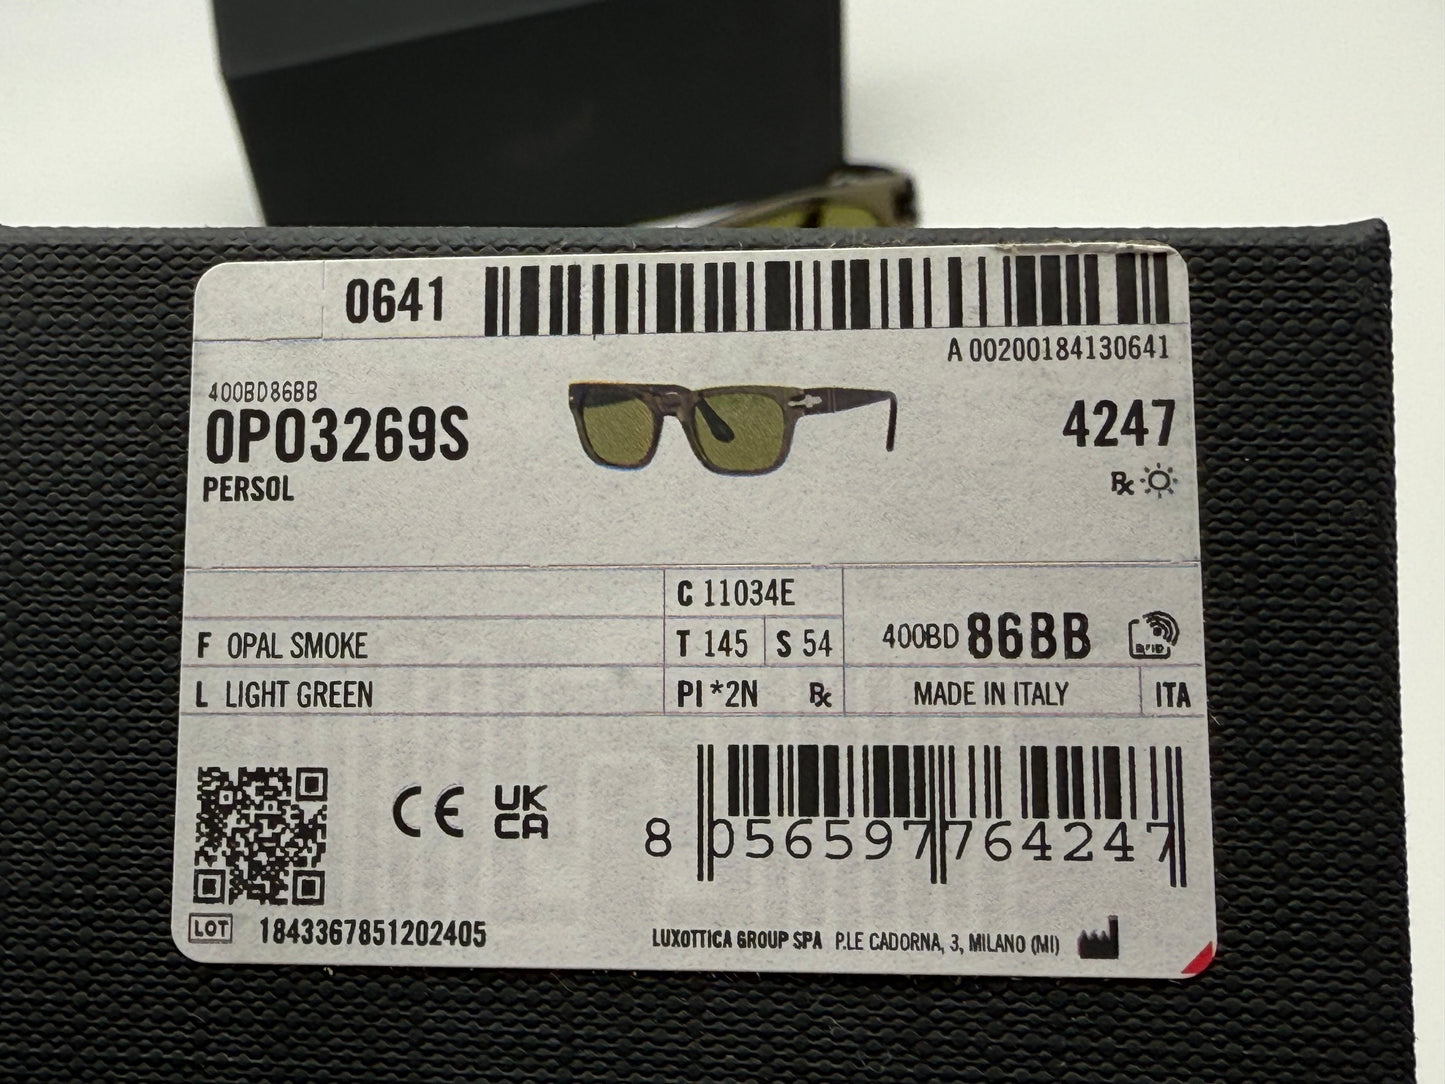 0641
A 00200184130641
400BD86BB
0PO3269S
PERSOL
4247
Rx
C 11034E
F OPAL SMOKE
T 145 S 54
400BD 86BB
RFID
L LIGHT GREEN
PI *2N Rx
MADE IN ITALY ITA
CE UK CA
8 056597 764247
LOT 1843367851202405
LUXOTTICA GROUP SPA P.LE CADORNA, 3, MILANO (MI)